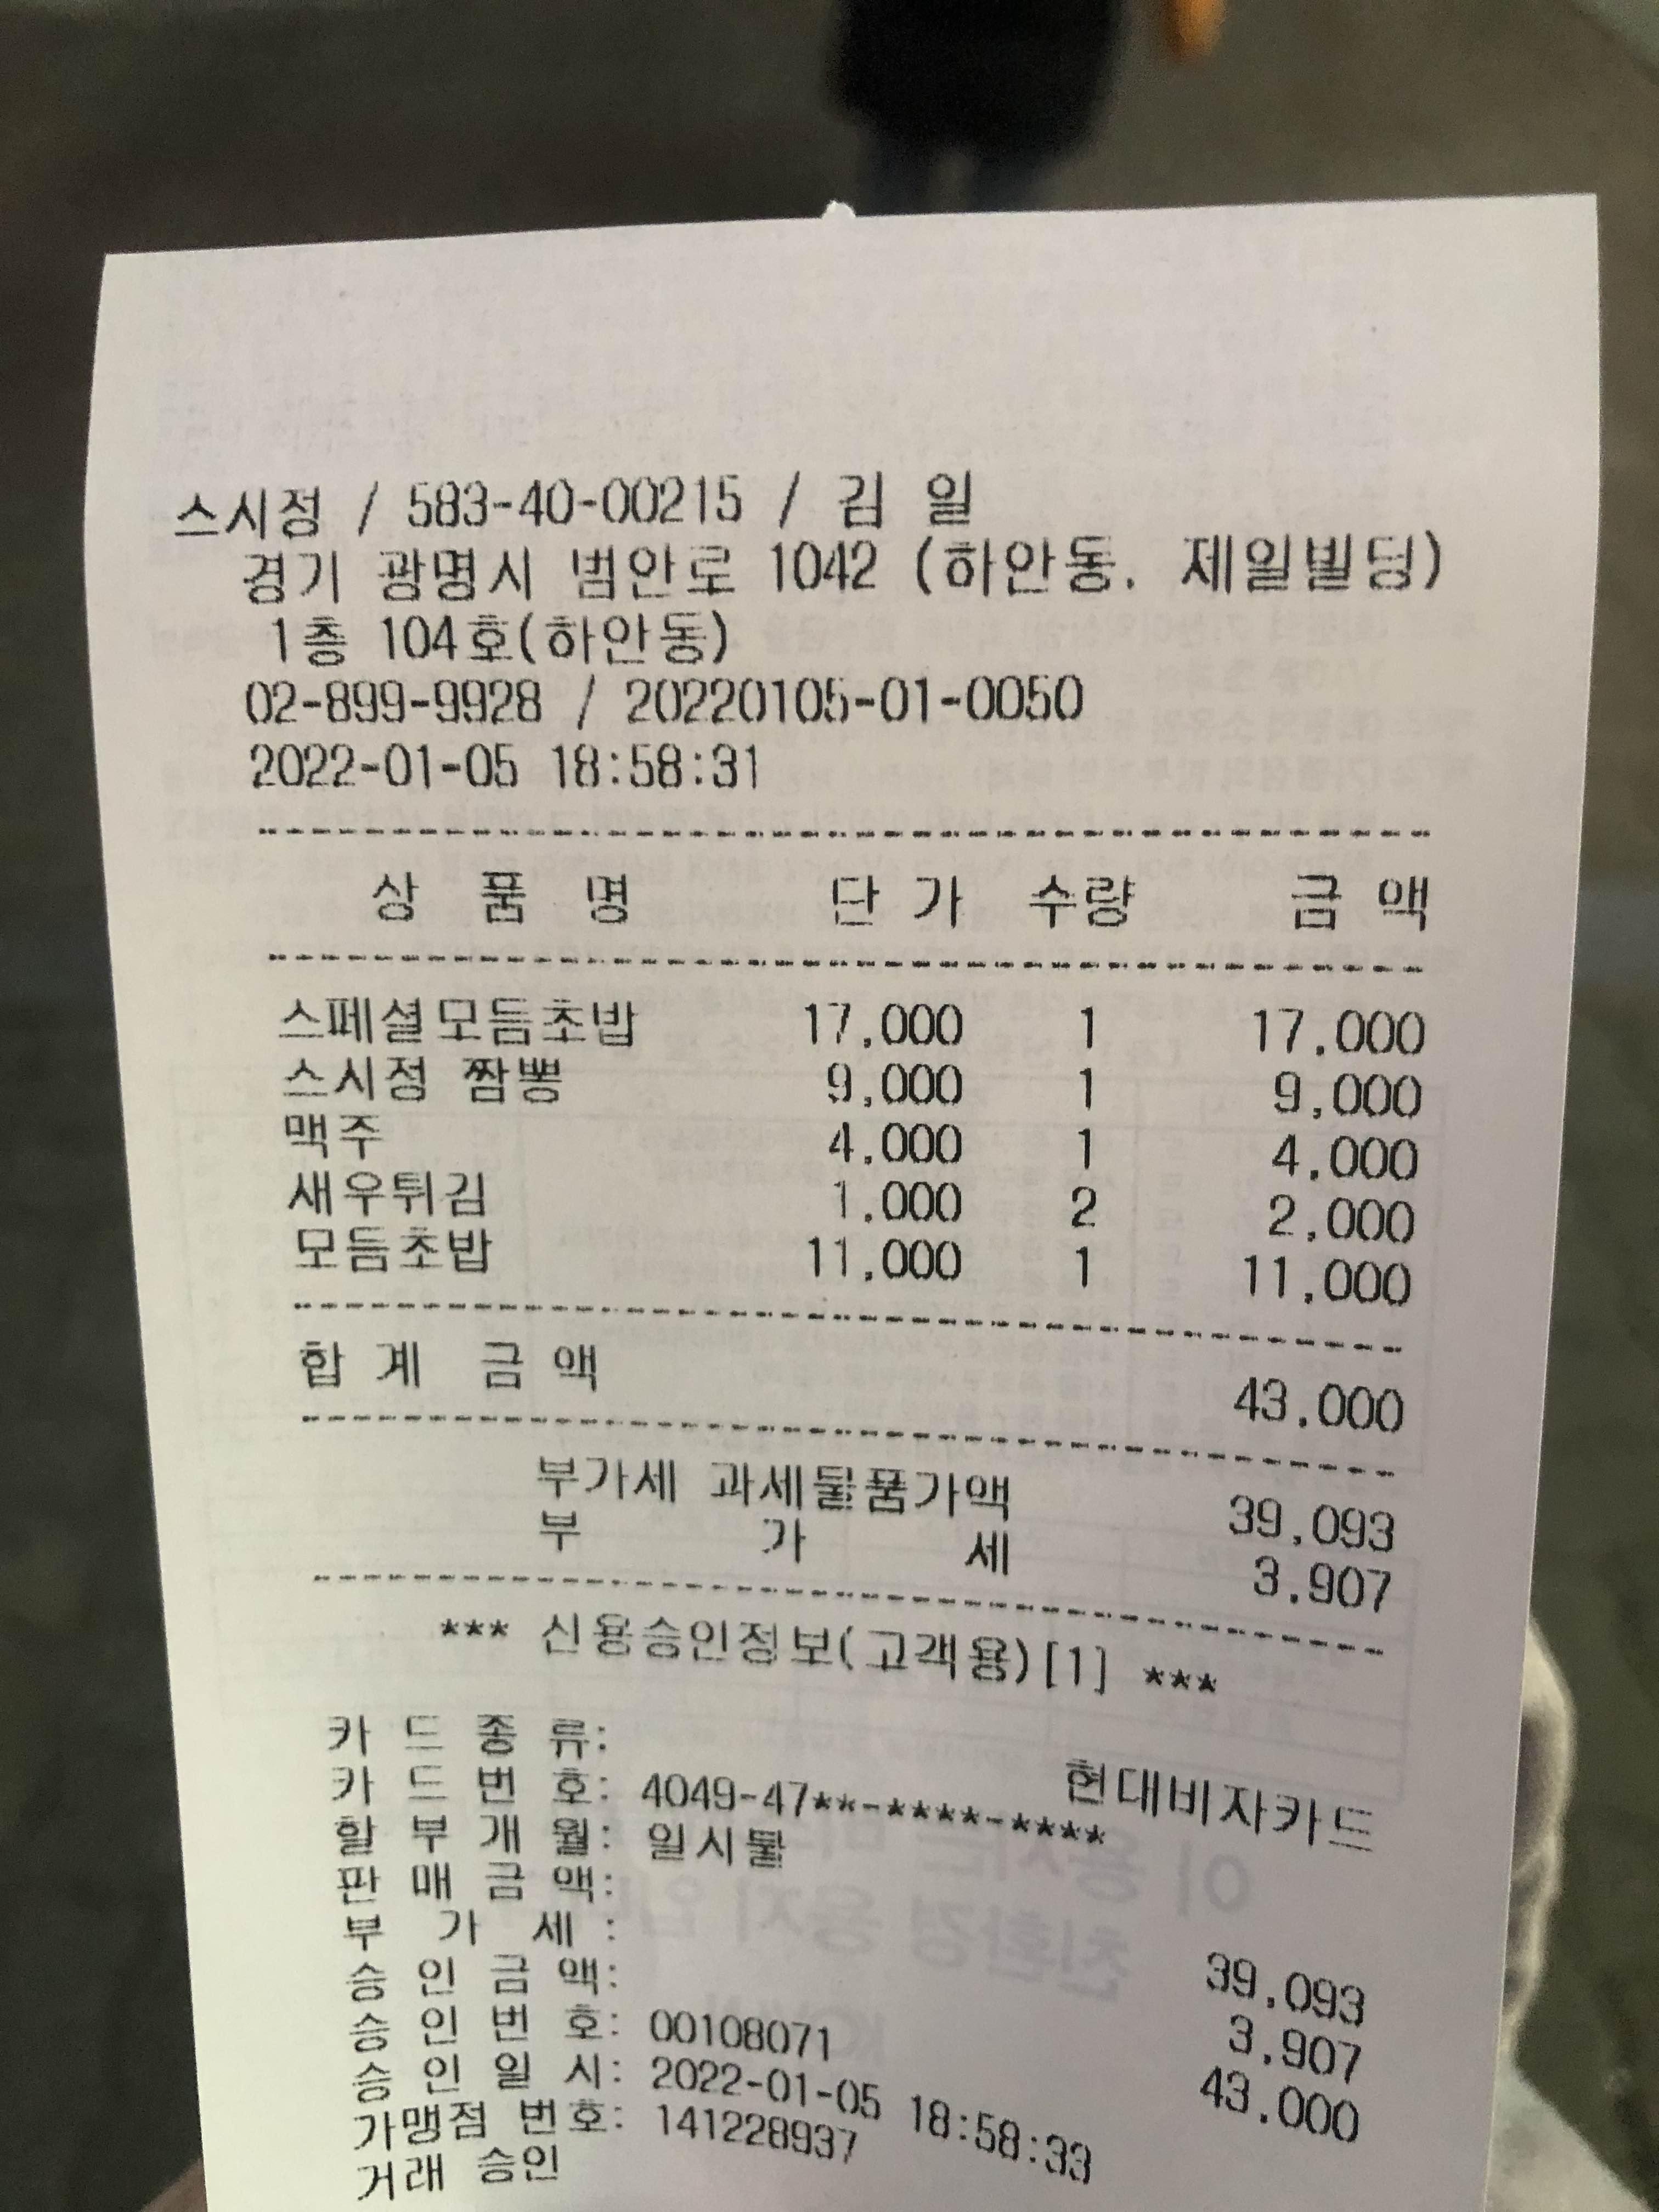 스시정 / 583-40-00215 / 김 일
경기 광명시 범안로 1042 (하안동, 제일빌딩)
1층 104호(하안동)
02-899-9928 / 20220105-01-0050
2022-01-05 18:58:31
상 품 명 단 가 수량 금 액
스페셜모듬초밥 17,000 1 17,000
스시정 짬뽕 9,000 1 9,000
맥주 4,000 1 4,000
새우튀김 1,000 2 2,000
모듬초밥 11,000 1 11,000
합 계 금 액 43,000
부가세 과세물품가액 39,093
부 가 세 3,907
*** 신용승인정보(고객용)[1] ***
카 드 종 류: 현대비자카드
카 드 번 호: 4049-47**-****-****
할 부 개 월: 일시불
판 매 금 액: 39,093
부 가 세 : 3,907
승 인 금 액: 43,000
승 인 번 호: 00108071
승 인 일 시: 2022-01-05 18:58:33
가맹점 번호: 141228937
거래 승인